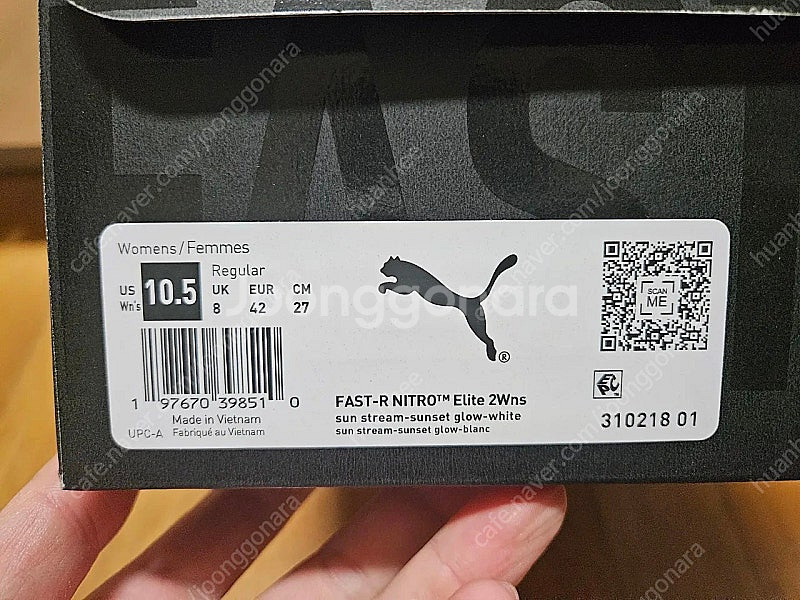 FAST
Womens/Femmes
US Wn's 10.5
Regular
UK EUR CM
8 42 27
1 97670 39851 0
Made in Vietnam
UPC-A Fabriqué au Vietnam
®
FAST-R NITRO™ Elite 2Wns
sun stream-sunset glow-white
sun stream-sunset glow-blanc
SCAN ME
310218 01
Joonggonara
cafe.naver.com/joonggonara
huanlee